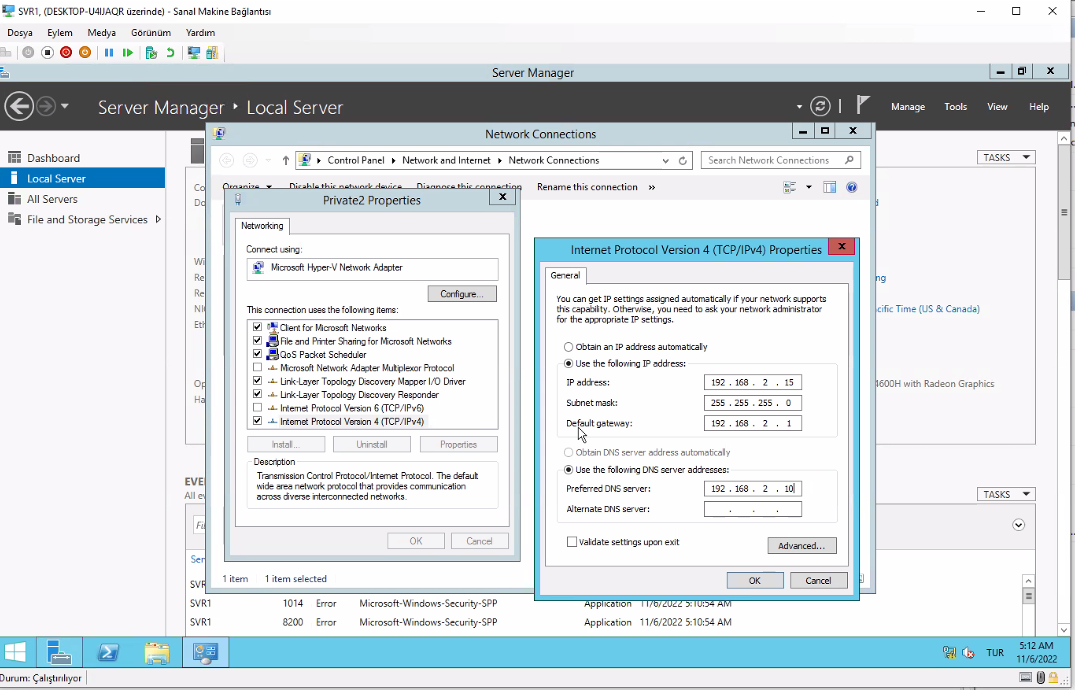 SVR1, (DESKTOP-U4IJAQR üzerinde) - Sanal Makine Bağlantısı
Dosya Eylem Medya Görünüm Yardım
Server Manager
Server Manager ‣ Local Server
Manage Tools View Help
Dashboard
Local Server
All Servers
File and Storage Services
TASKS
Network Connections
Control Panel Network and Internet Network Connections
Search Network Connections
Organize Disable this network device Diagnose this connection Rename this connection »
Private2 Properties
Networking
Connect using:
Microsoft Hyper-V Network Adapter
Configure...
This connection uses the following items:
Client for Microsoft Networks
File and Printer Sharing for Microsoft Networks
QoS Packet Scheduler
Microsoft Network Adapter Multiplexor Protocol
Link-Layer Topology Discovery Mapper I/O Driver
Link-Layer Topology Discovery Responder
Internet Protocol Version 6 (TCP/IPv6)
Internet Protocol Version 4 (TCP/IPv4)
Install... Uninstall Properties
Description
Transmission Control Protocol/Internet Protocol. The default
wide area network protocol that provides communication
across diverse interconnected networks.
OK Cancel
1 item 1 item selected
Internet Protocol Version 4 (TCP/IPv4) Properties
General
You can get IP settings assigned automatically if your network supports
this capability. Otherwise, you need to ask your network administrator
for the appropriate IP settings.
Obtain an IP address automatically
Use the following IP address:
IP address: 192 . 168 . 2 . 15
Subnet mask: 255 . 255 . 255 . 0
Default gateway: 192 . 168 . 2 . 1
Obtain DNS server address automatically
Use the following DNS server addresses:
Preferred DNS server: 192 . 168 . 2 . 10
Alternate DNS server: . . .
Validate settings upon exit
Advanced...
OK Cancel
cific Time (US & Canada)
4600H with Radeon Graphics
TASKS
SVR1 1014 Error Microsoft-Windows-Security-SPP Application 11/6/2022 5:10:54 AM
SVR1 8200 Error Microsoft-Windows-Security-SPP Application 11/6/2022 5:10:54 AM
TUR
5:12 AM
11/6/2022
Durum: Çalıştırılıyor